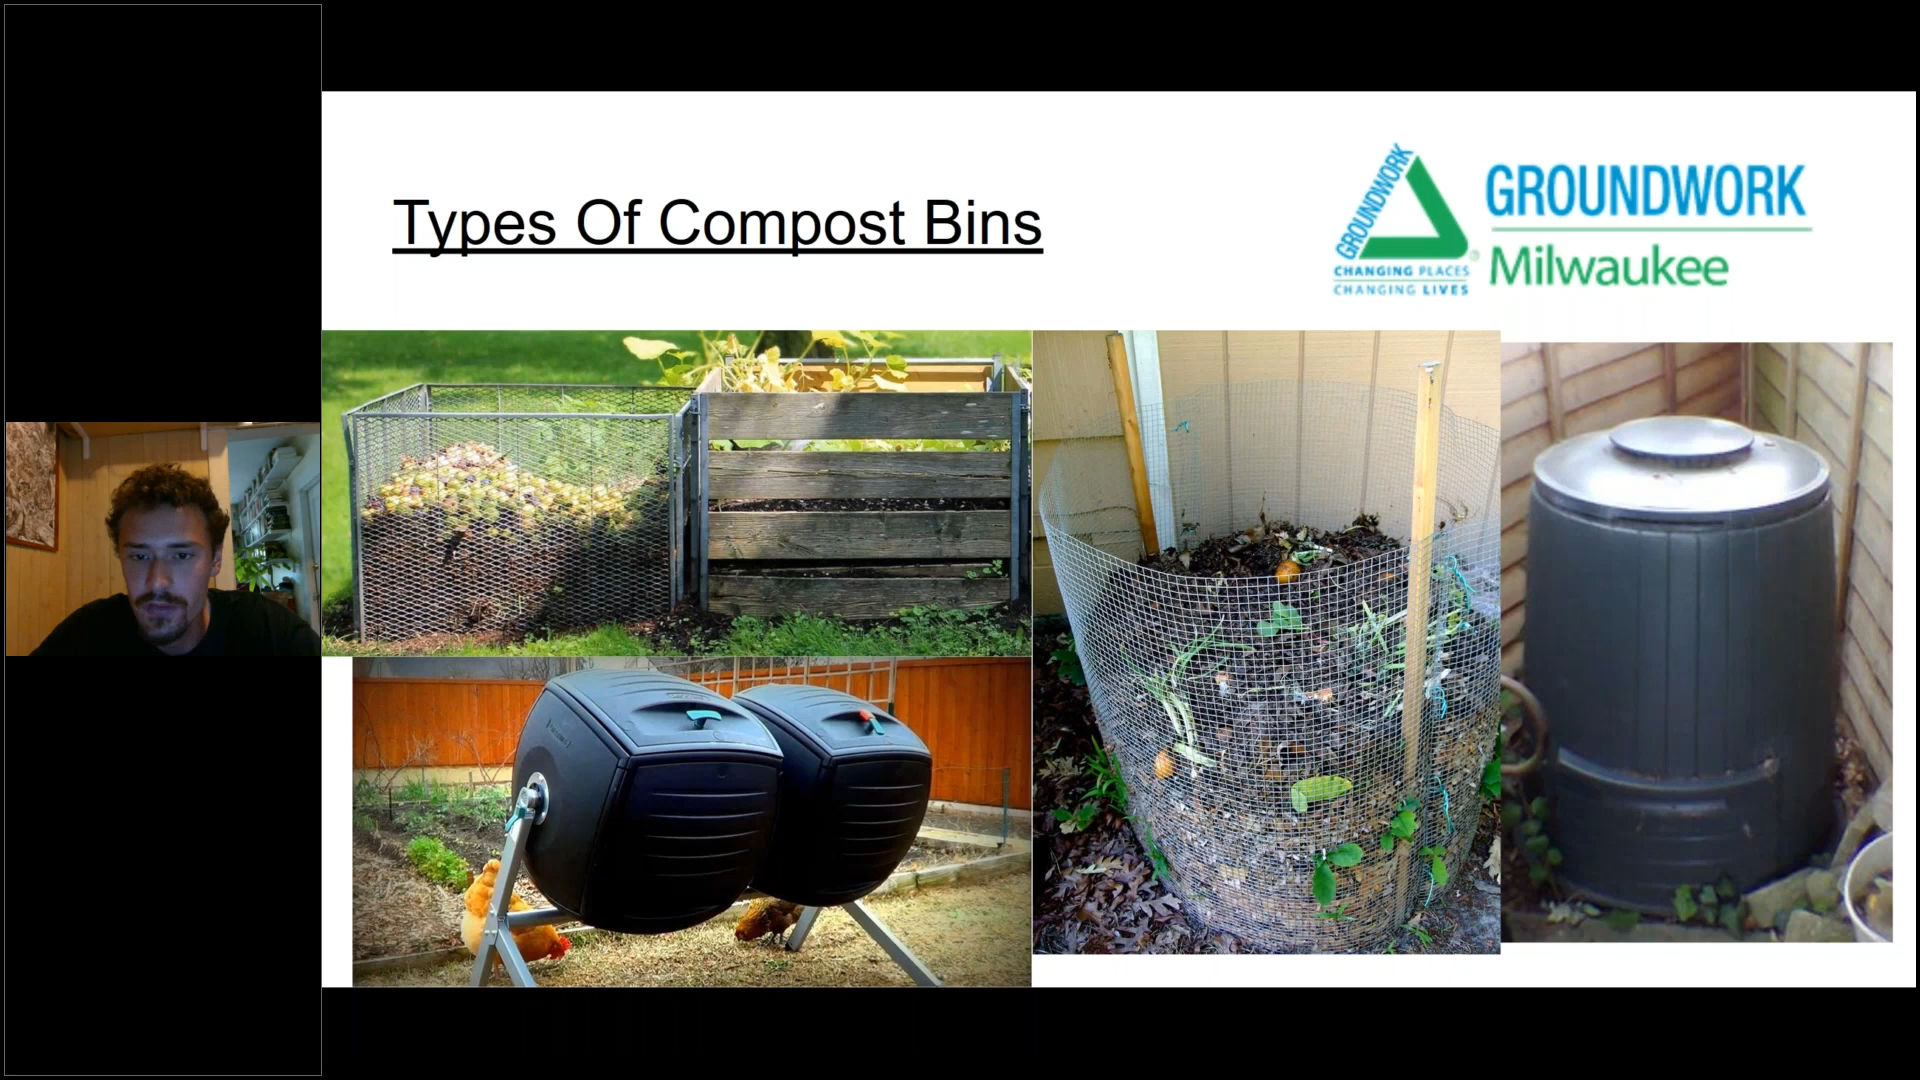 Types Of Compost Bins
GROUNDWORK
CHANGING PLACES
CHANGING LIVES
®
GROUNDWORK
Milwaukee